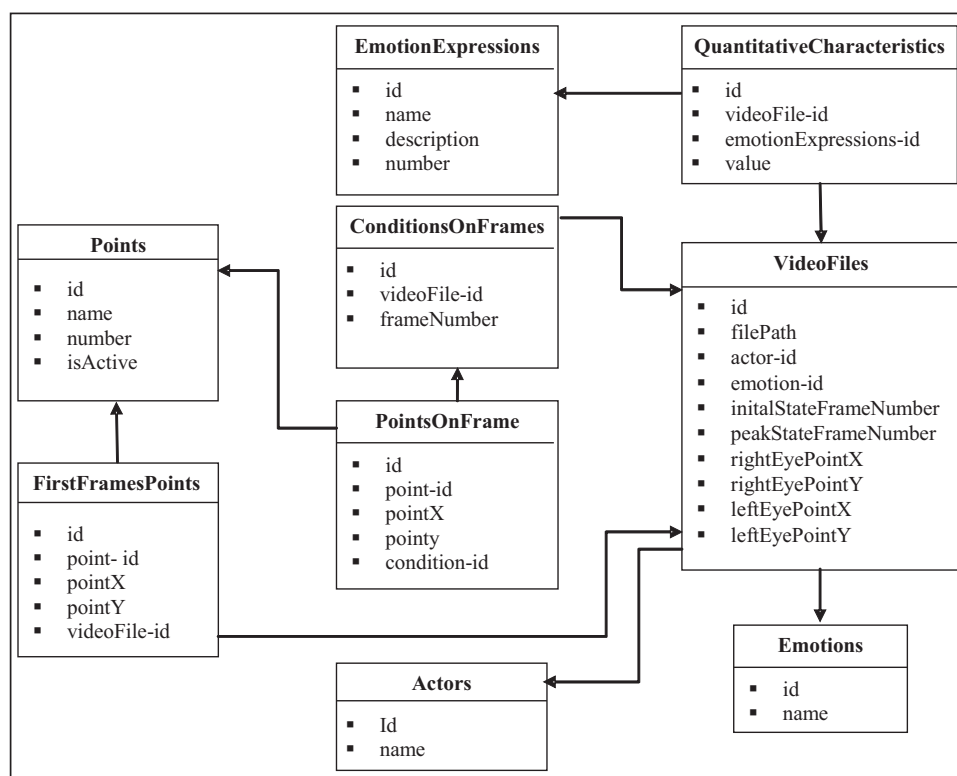 EmotionExpressions
▪ id
▪ name
▪ description
▪ number
QuantitativeCharacteristics
▪ id
▪ videoFile-id
▪ emotionExpressions-id
▪ value
Points
▪ id
▪ name
▪ number
▪ isActive
ConditionsOnFrames
▪ id
▪ videoFile-id
▪ frameNumber
VideoFiles
▪ id
▪ filePath
▪ actor-id
▪ emotion-id
▪ initalStateFrameNumber
▪ peakStateFrameNumber
▪ rightEyePointX
▪ rightEyePointY
▪ leftEyePointX
▪ leftEyePointY
FirstFramesPoints
▪ id
▪ point- id
▪ pointX
▪ pointY
▪ videoFile-id
PointsOnFrame
▪ id
▪ point-id
▪ pointX
▪ pointy
▪ condition-id
Actors
▪ Id
▪ name
Emotions
▪ id
▪ name